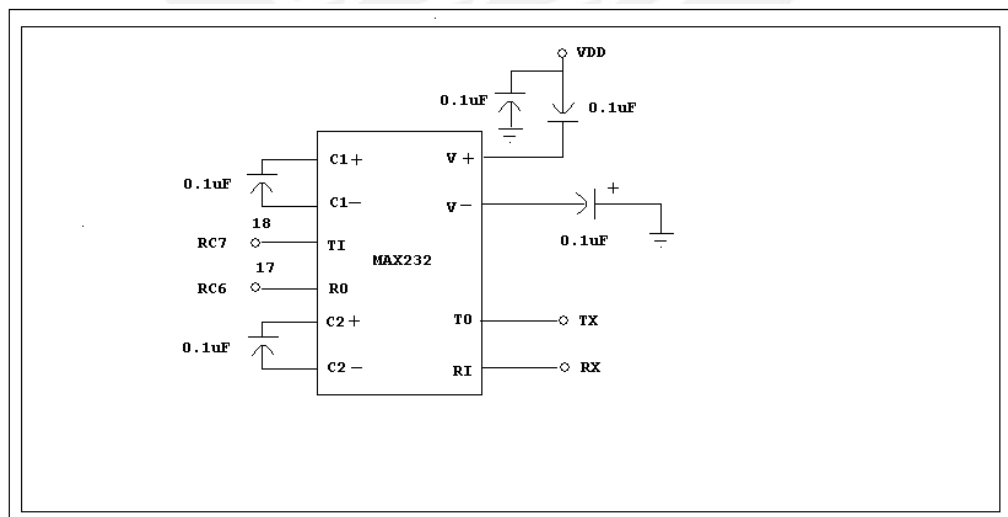 VDD
0.1uF
0.1uF
C1+
V+
0.1uF
C1−
V−
+
18
RC7
TI
0.1uF
MAX232
17
RC6
RO
C2+
TO
TX
0.1uF
C2−
RI
RX